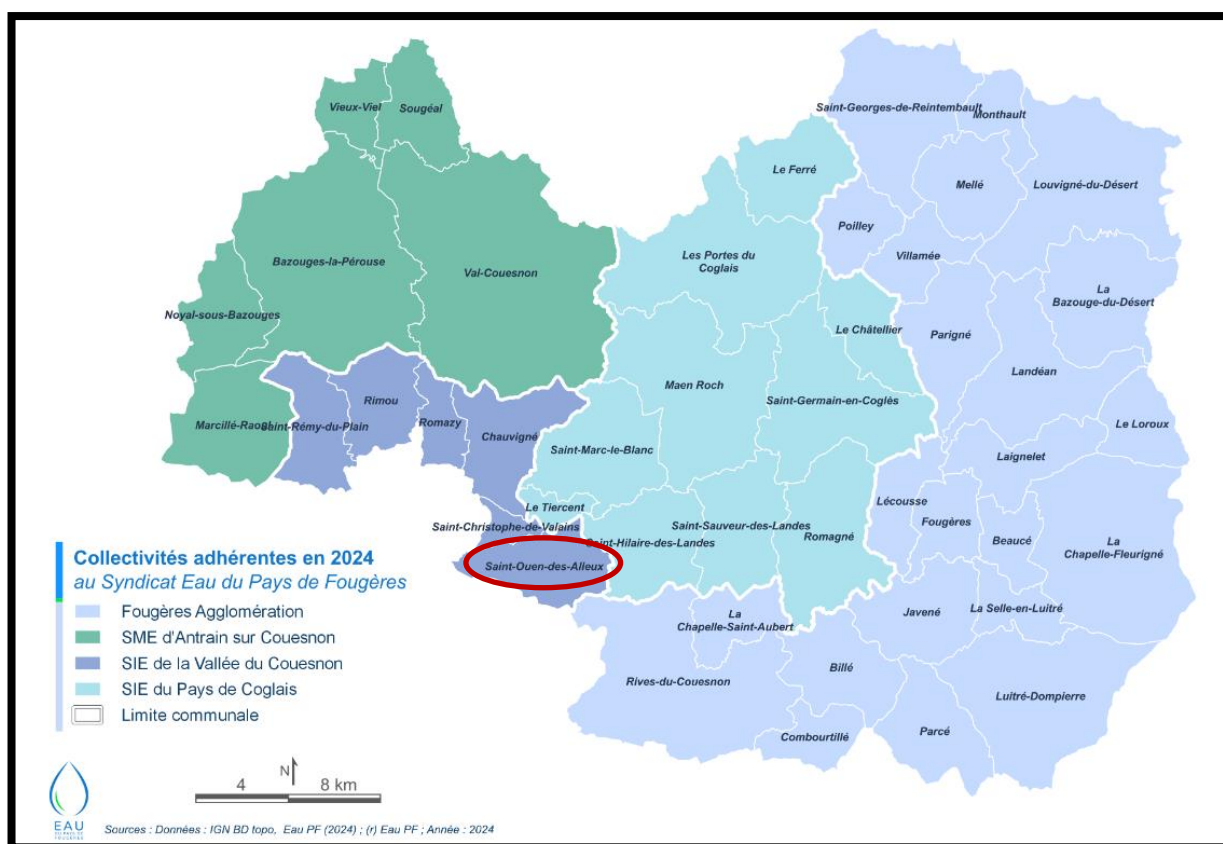 Vieux-Viel
Sougéal
Saint-Georges-de-Reintembault
Monthault
Le Ferré
Mellé
Louvigné-du-Désert
Poilley
Bazouges-la-Pérouse
Val-Couesnon
Les Portes du
Coglais
Villamée
La
Bazouge-du-Désert
Noyal-sous-Bazouges
Le Châtellier
Parigné
Landéan
Maen Roch
Saint-Germain-en-Coglès
Marcillé-Raoul
Saint-Rémy-du-Plain
Rimou
Romazy
Chauvigné
Saint-Marc-le-Blanc
Le Loroux
Laignelet
Le Tiercent
Lécousse
Fougères
Saint-Christophe-de-Valains
Saint-Hilaire-des-Landes
Saint-Sauveur-des-Landes
Romagné
Beaucé
La
Chapelle-Fleurigné
Saint-Ouen-des-Alleux
La
Chapelle-Saint-Aubert
Javené
La Selle-en-Luitré
Rives-du-Couesnon
Billé
Luitré-Dompierre
Combourtillé
Parcé
Collectivités adhérentes en 2024
au Syndicat Eau du Pays de Fougères
Fougères Agglomération
SME d'Antrain sur Couesnon
SIE de la Vallée du Couesnon
SIE du Pays de Coglais
Limite communale
N
4 8 km
EAU
DU PAYS DE
FOUGÈRES
Sources : Données : IGN BD topo, Eau PF (2024) ; (r) Eau PF ; Année : 2024